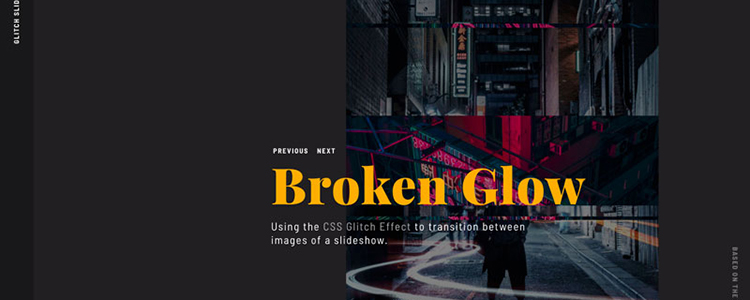 GLITCH SLID
PREVIOUS NEXT
Broken Glow
Using the CSS Glitch Effect to transition between
images of a slideshow.
BASED ON THE